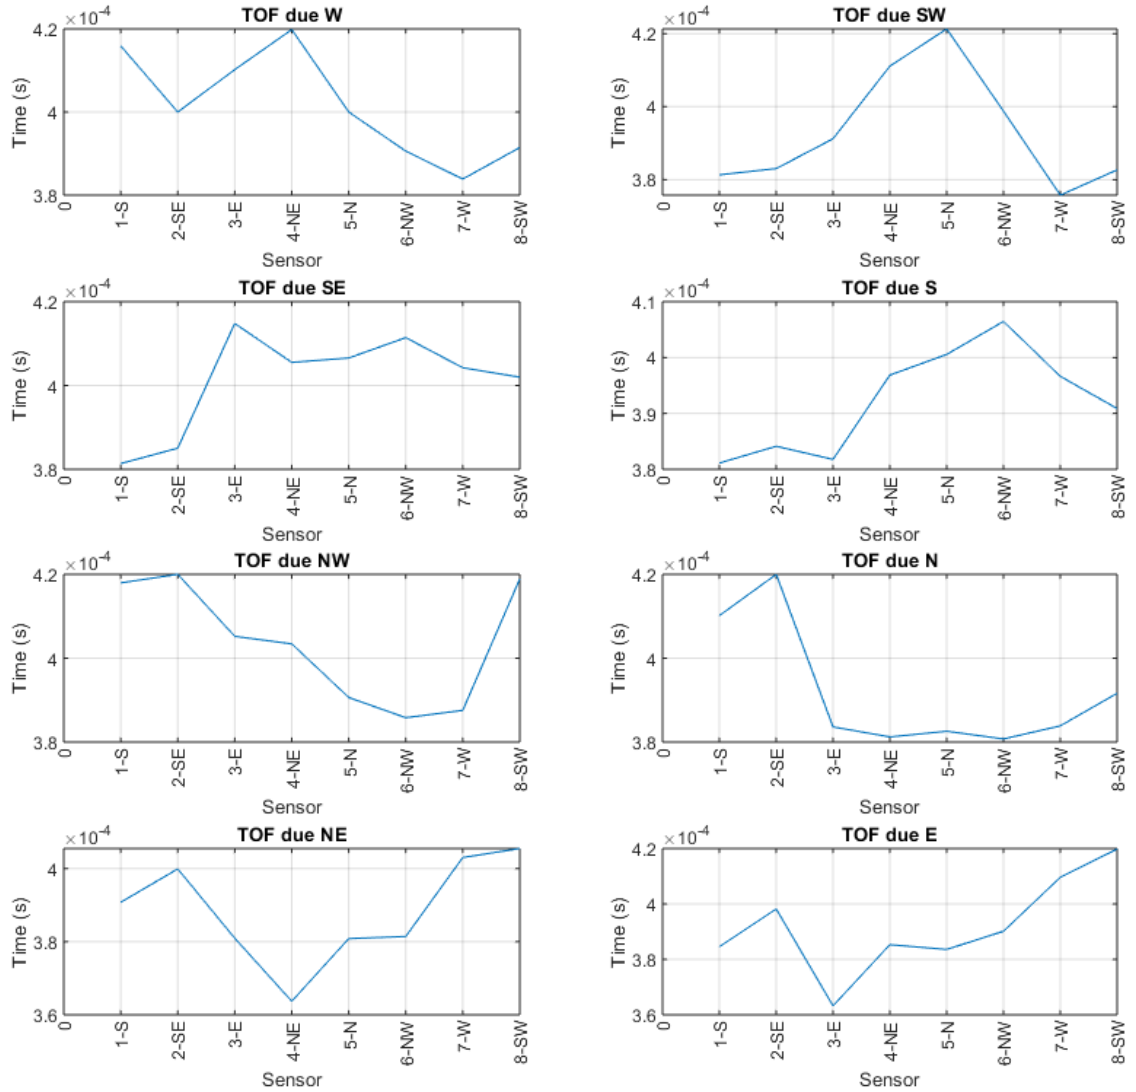 TOF due W
×10-4
Time (s)
4.2
4
3.8
0
1-S
2-SE
3-E
4-NE
5-N
6-NW
7-W
8-SW
Sensor
TOF due SW
×10-4
Time (s)
4.2
4
3.8
0
1-S
2-SE
3-E
4-NE
5-N
6-NW
7-W
8-SW
Sensor
TOF due SE
×10-4
Time (s)
4.2
4
3.8
0
1-S
2-SE
3-E
4-NE
5-N
6-NW
7-W
8-SW
Sensor
TOF due S
×10-4
Time (s)
4.1
4
3.9
3.8
0
1-S
2-SE
3-E
4-NE
5-N
6-NW
7-W
8-SW
Sensor
TOF due NW
×10-4
Time (s)
4.2
4
3.8
0
1-S
2-SE
3-E
4-NE
5-N
6-NW
7-W
8-SW
Sensor
TOF due N
×10-4
Time (s)
4.2
4
3.8
0
1-S
2-SE
3-E
4-NE
5-N
6-NW
7-W
8-SW
Sensor
TOF due NE
×10-4
Time (s)
4
3.8
3.6
0
1-S
2-SE
3-E
4-NE
5-N
6-NW
7-W
8-SW
Sensor
TOF due E
×10-4
Time (s)
4.2
4
3.8
3.6
0
1-S
2-SE
3-E
4-NE
5-N
6-NW
7-W
8-SW
Sensor